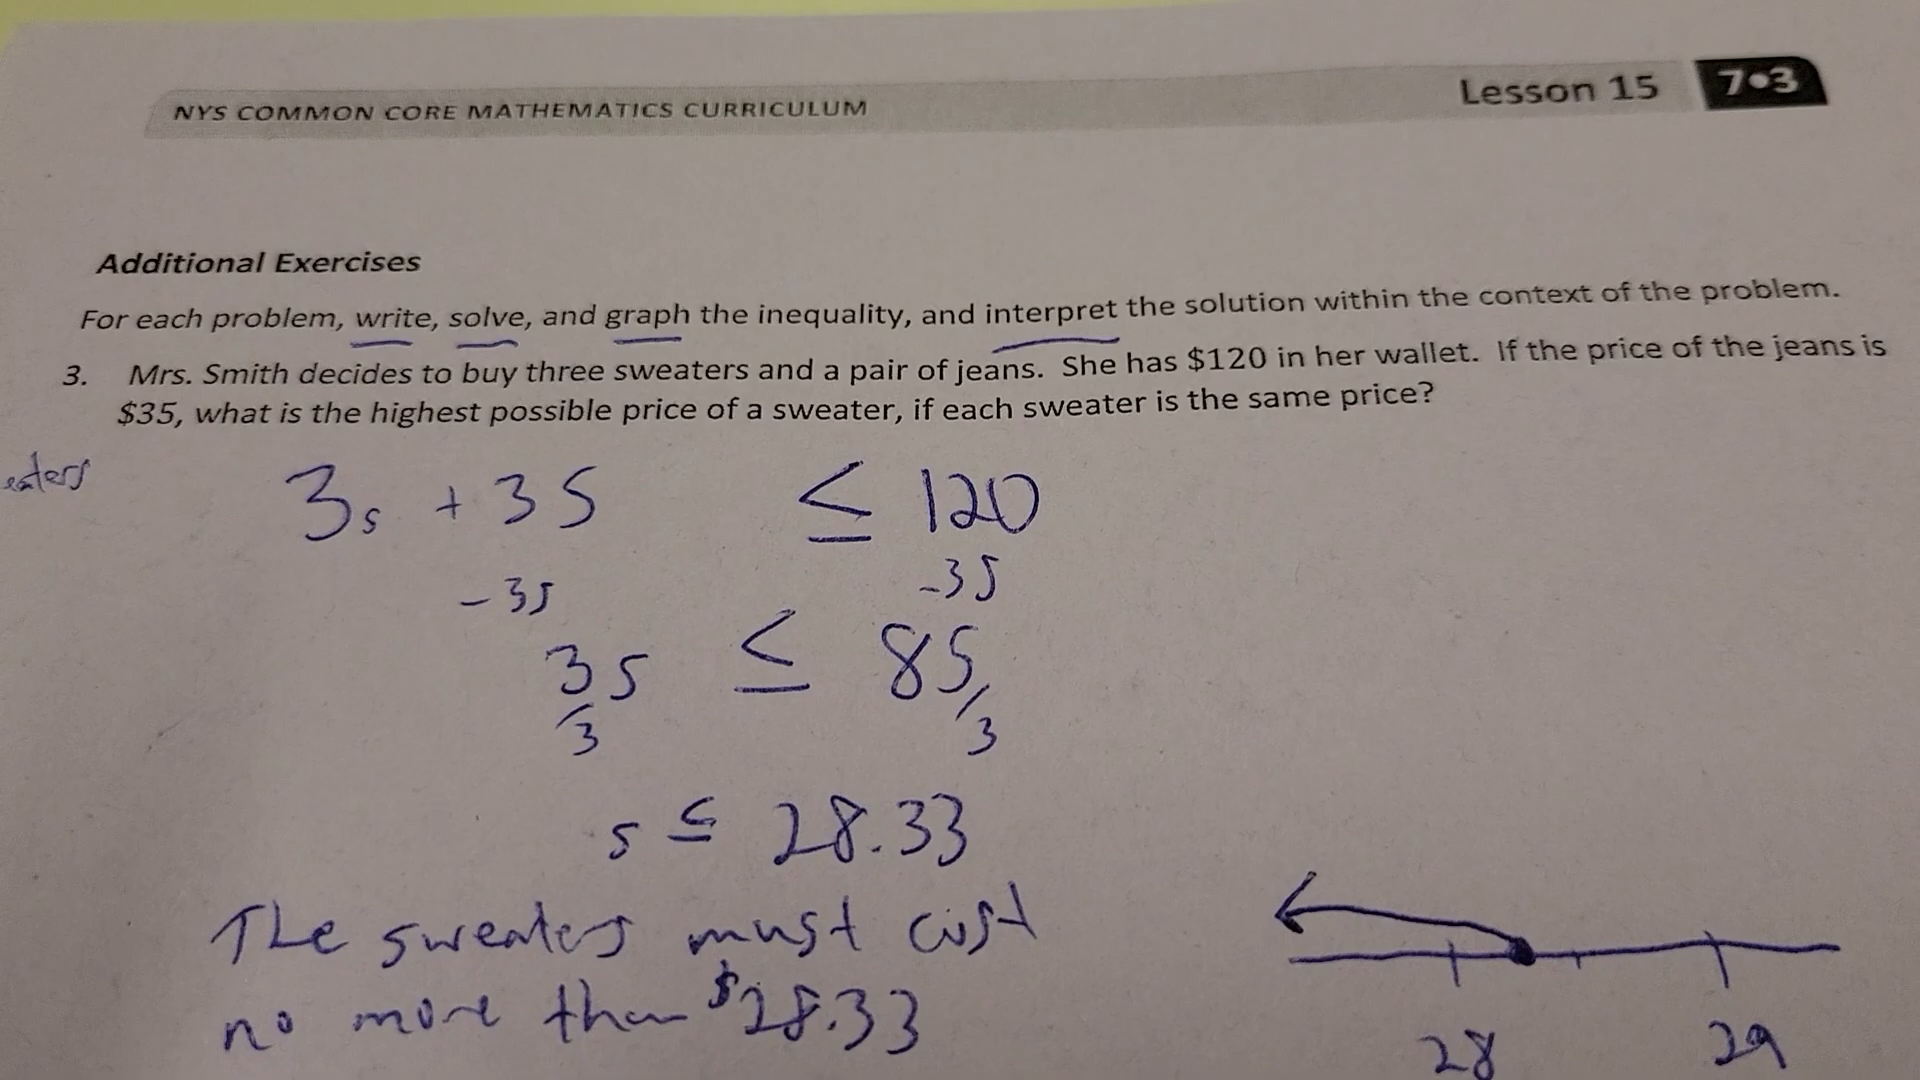 NYS COMMON CORE MATHEMATICS CURRICULUM Lesson 15 7•3
Additional Exercises
For each problem, write, solve, and graph the inequality, and interpret the solution within the context of the problem.
3. Mrs. Smith decides to buy three sweaters and a pair of jeans. She has $120 in her wallet. If the price of the jeans is
$35, what is the highest possible price of a sweater, if each sweater is the same price?
eaters
3s + 35 ≤ 120
-35 -35
3s ≤ 85
/3 /3
s ≤ 28.33
The sweaters must cost
no more than $28.33
28 29